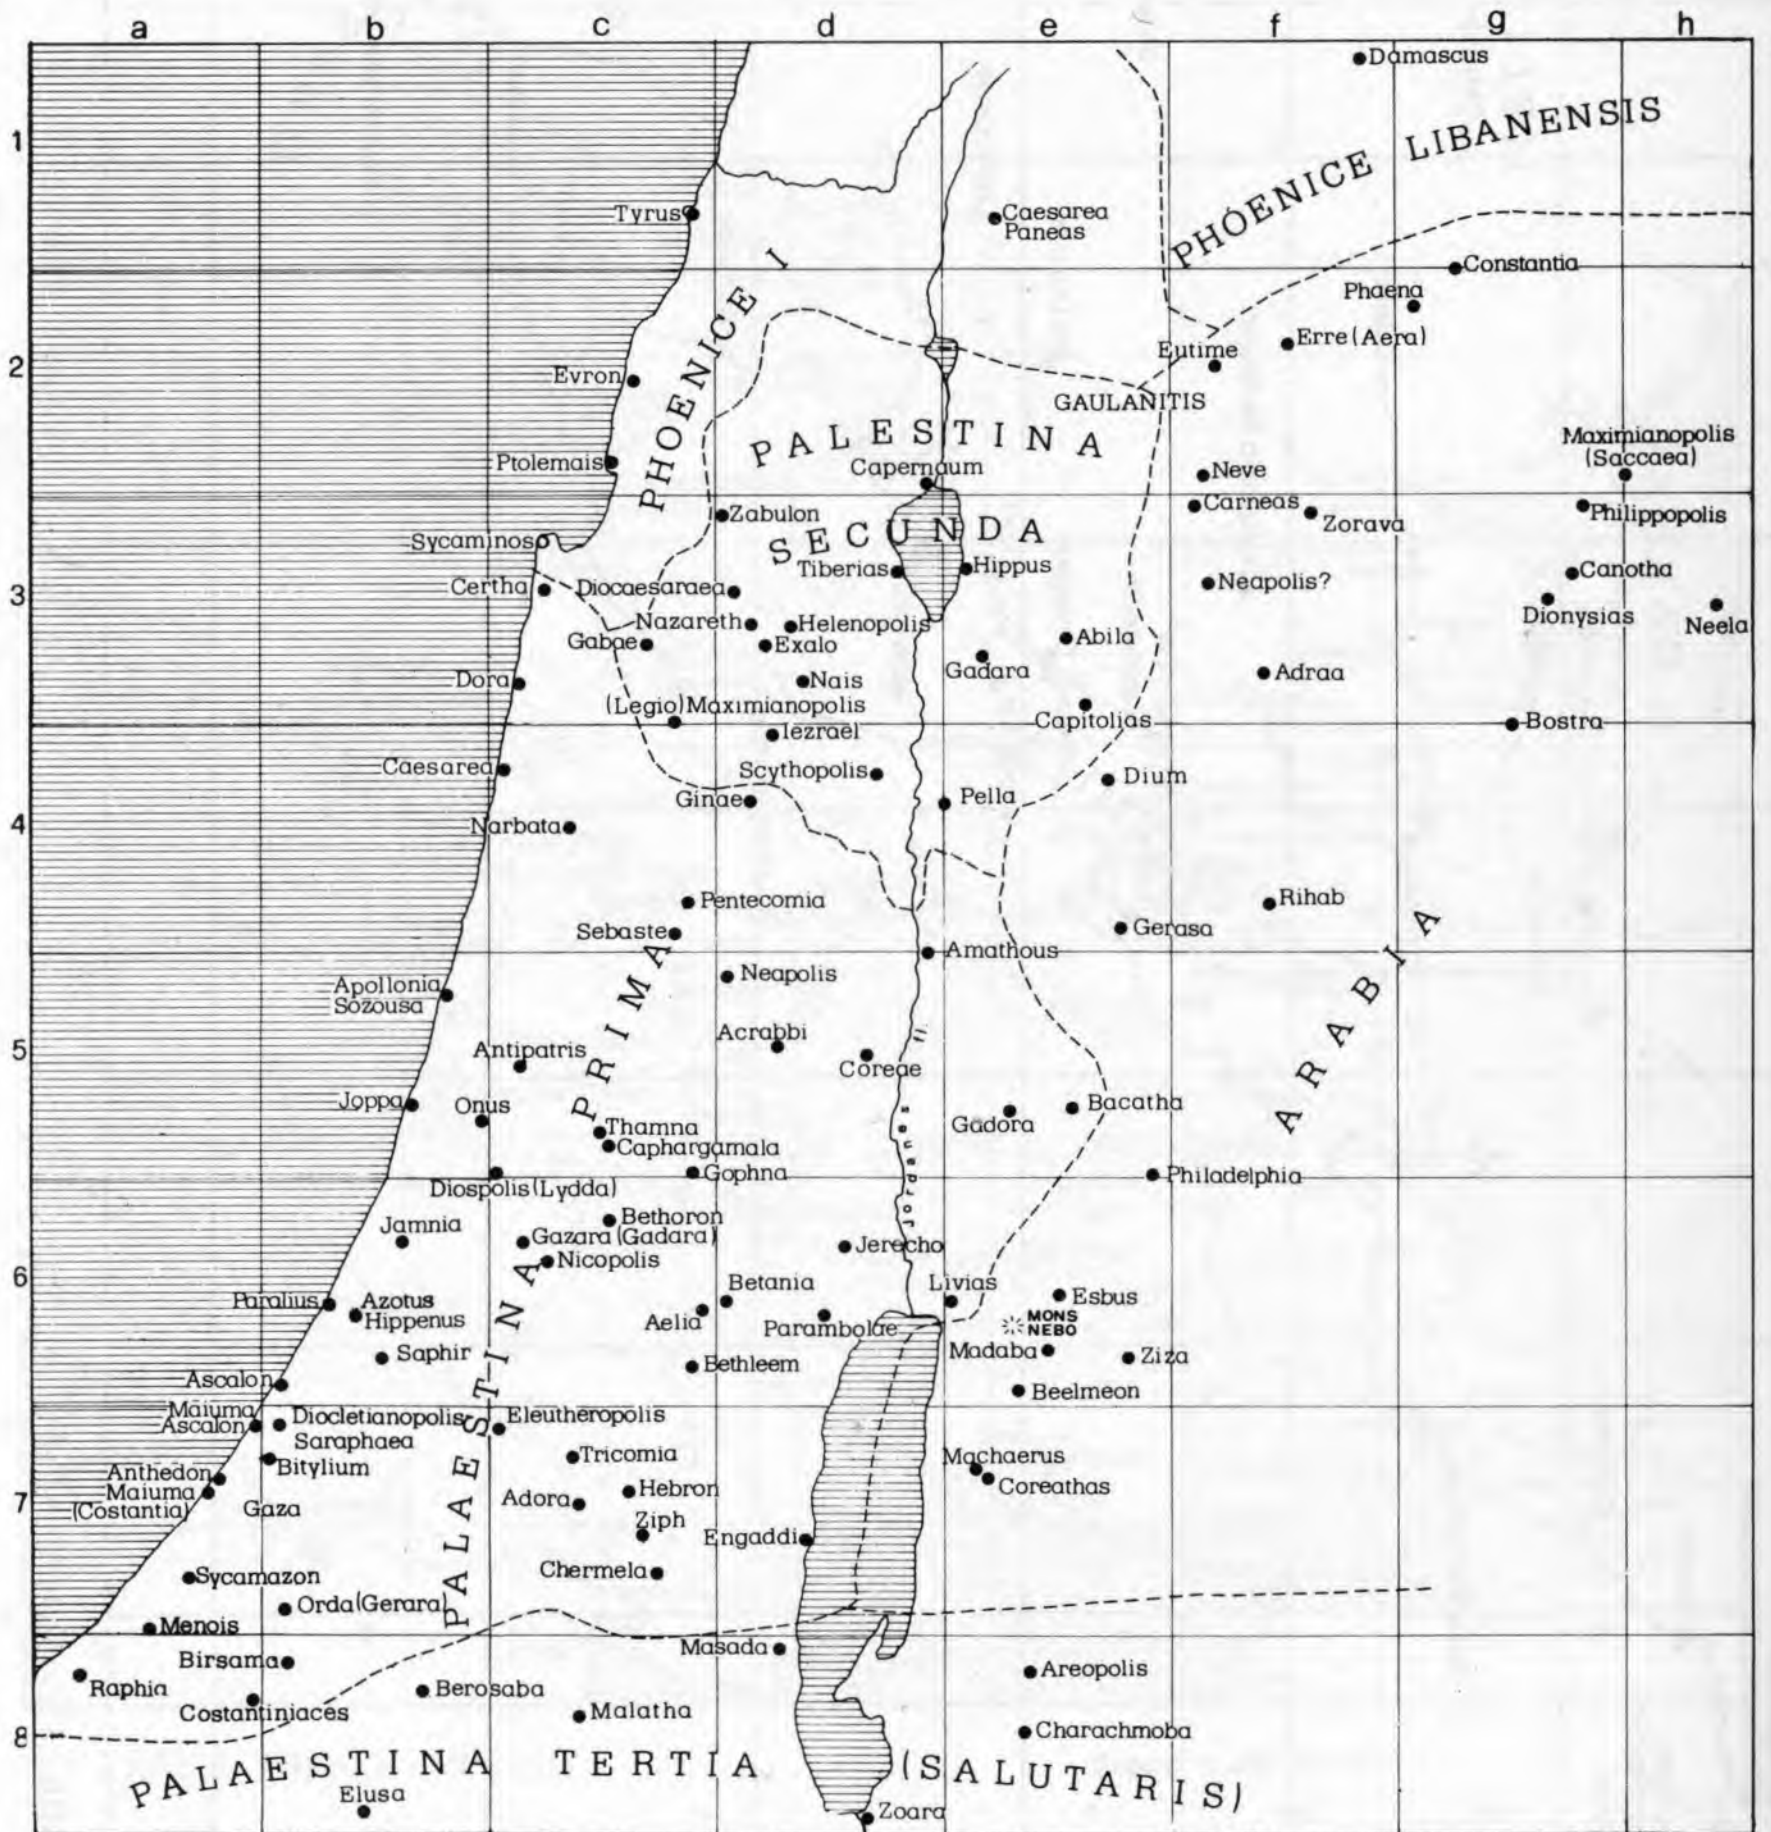 a b c d e f g h
1
2
3
4
5
6
7
8
Damascus
PHOENICE LIBANENSIS
Tyrus
Caesarea
Paneas
PHOENICE I
Constantia
Phaena
Erre (Aera)
Eutime
Evron
GAULANITIS
PALESTINA
SECUNDA
Maximianopolis
(Saccaea)
Ptolemais
Capernaum
Neve
Carneas
Zorava
Philippopolis
Zabulon
Sycaminos
Tiberias
Hippus
Certha
Diocaesaraea
Neapolis?
Canotha
Dionysias
Neela
Nazareth
Helenopolis
Gabae
Exalo
Abila
Gadara
Adraa
Dora
Nais
(Legio) Maximianopolis
Capitolias
Bostra
Iezrael
Caesarea
Scythopolis
Dium
Ginae
Pella
Narbata
Pentecomia
Rihab
Sebaste
Gerasa
Amathous
ARABIA
Neapolis
Apollonia
Sozousa
Acrabbi
Antipatris
Coreae
Jordanes fl.
Joppa
Onus
Gadora
Bacatha
Thamna
Caphargamala
Gophna
Philadelphia
Diospolis (Lydda)
Jamnia
Bethoron
Gazara (Gadara)
Nicopolis
Jerecho
Betania
Livias
Esbus
Paralius
Azotus
Hippenus
Aelia
Parambolae
MONS
NEBO
Saphir
Bethleem
Madaba
Ziza
Ascalon
Beelmeon
Maiuma
Ascalon
Diocletianopolis
Saraphaea
Eleutheropolis
Bitylium
Tricomia
Machaerus
Coreathas
Anthedon
Maiuma
(Costantia)
Gaza
Adora
Hebron
Ziph
Engaddi
Chermela
Sycamazon
Orda (Gerara)
PALAESTINA PRIMA
Menois
Birsama
Masada
Raphia
Costantiniaces
Berosaba
Malatha
Areopolis
Charachmoba
PALAESTINA TERTIA (SALUTARIS)
Elusa
Zoara